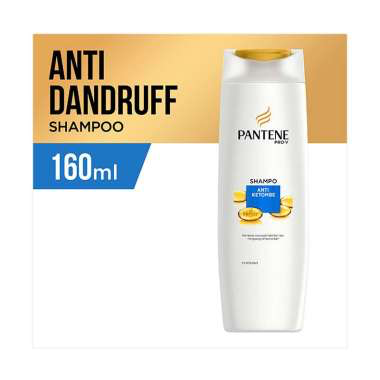 ANTI
DANDRUFF
SHAMPOO
160ml
PANTENE
PRO-V
SHAMPO
ANTI
KETOMBE